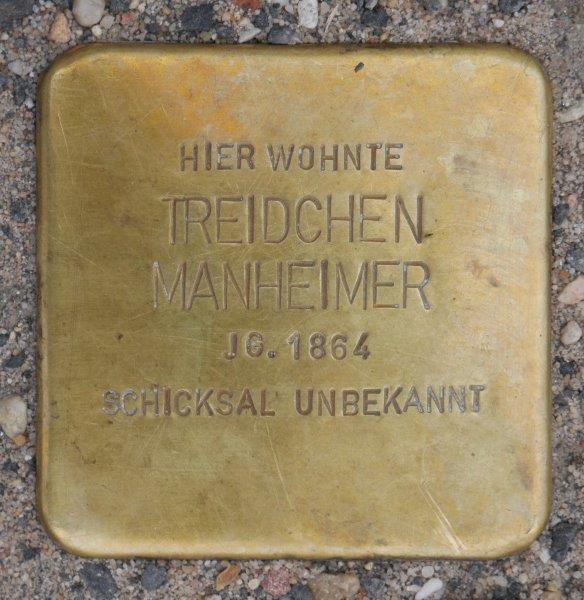 HIER WOHNTE
TREIDCHEN
MANHEIMER
JG. 1864
SCHICKSAL UNBEKANNT